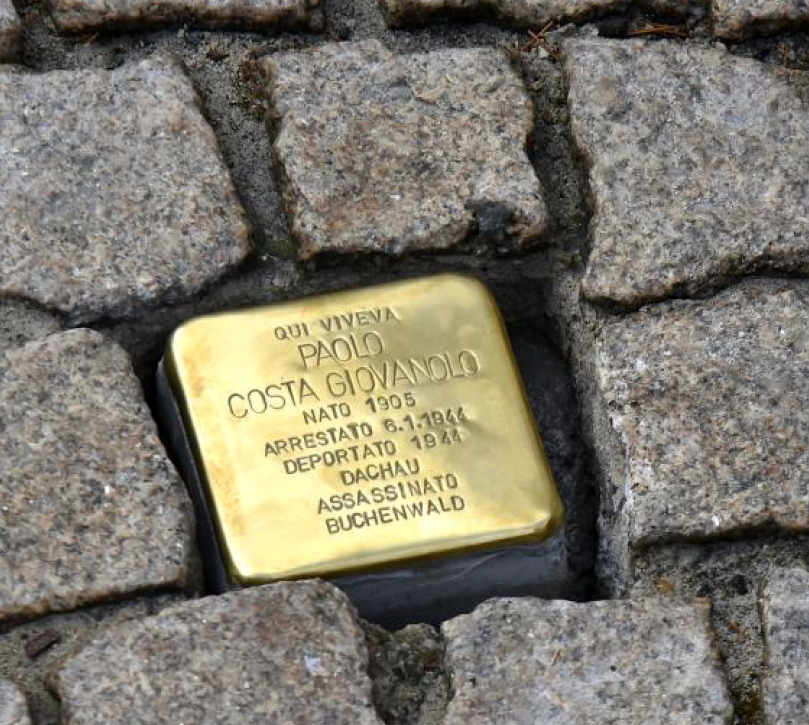 QUI VIVEVA
PAOLO
COSTA GIOVANOLO
NATO 1905
ARRESTATO 6.1.1944
DEPORTATO 1944
DACHAU
ASSASSINATO
BUCHENWALD